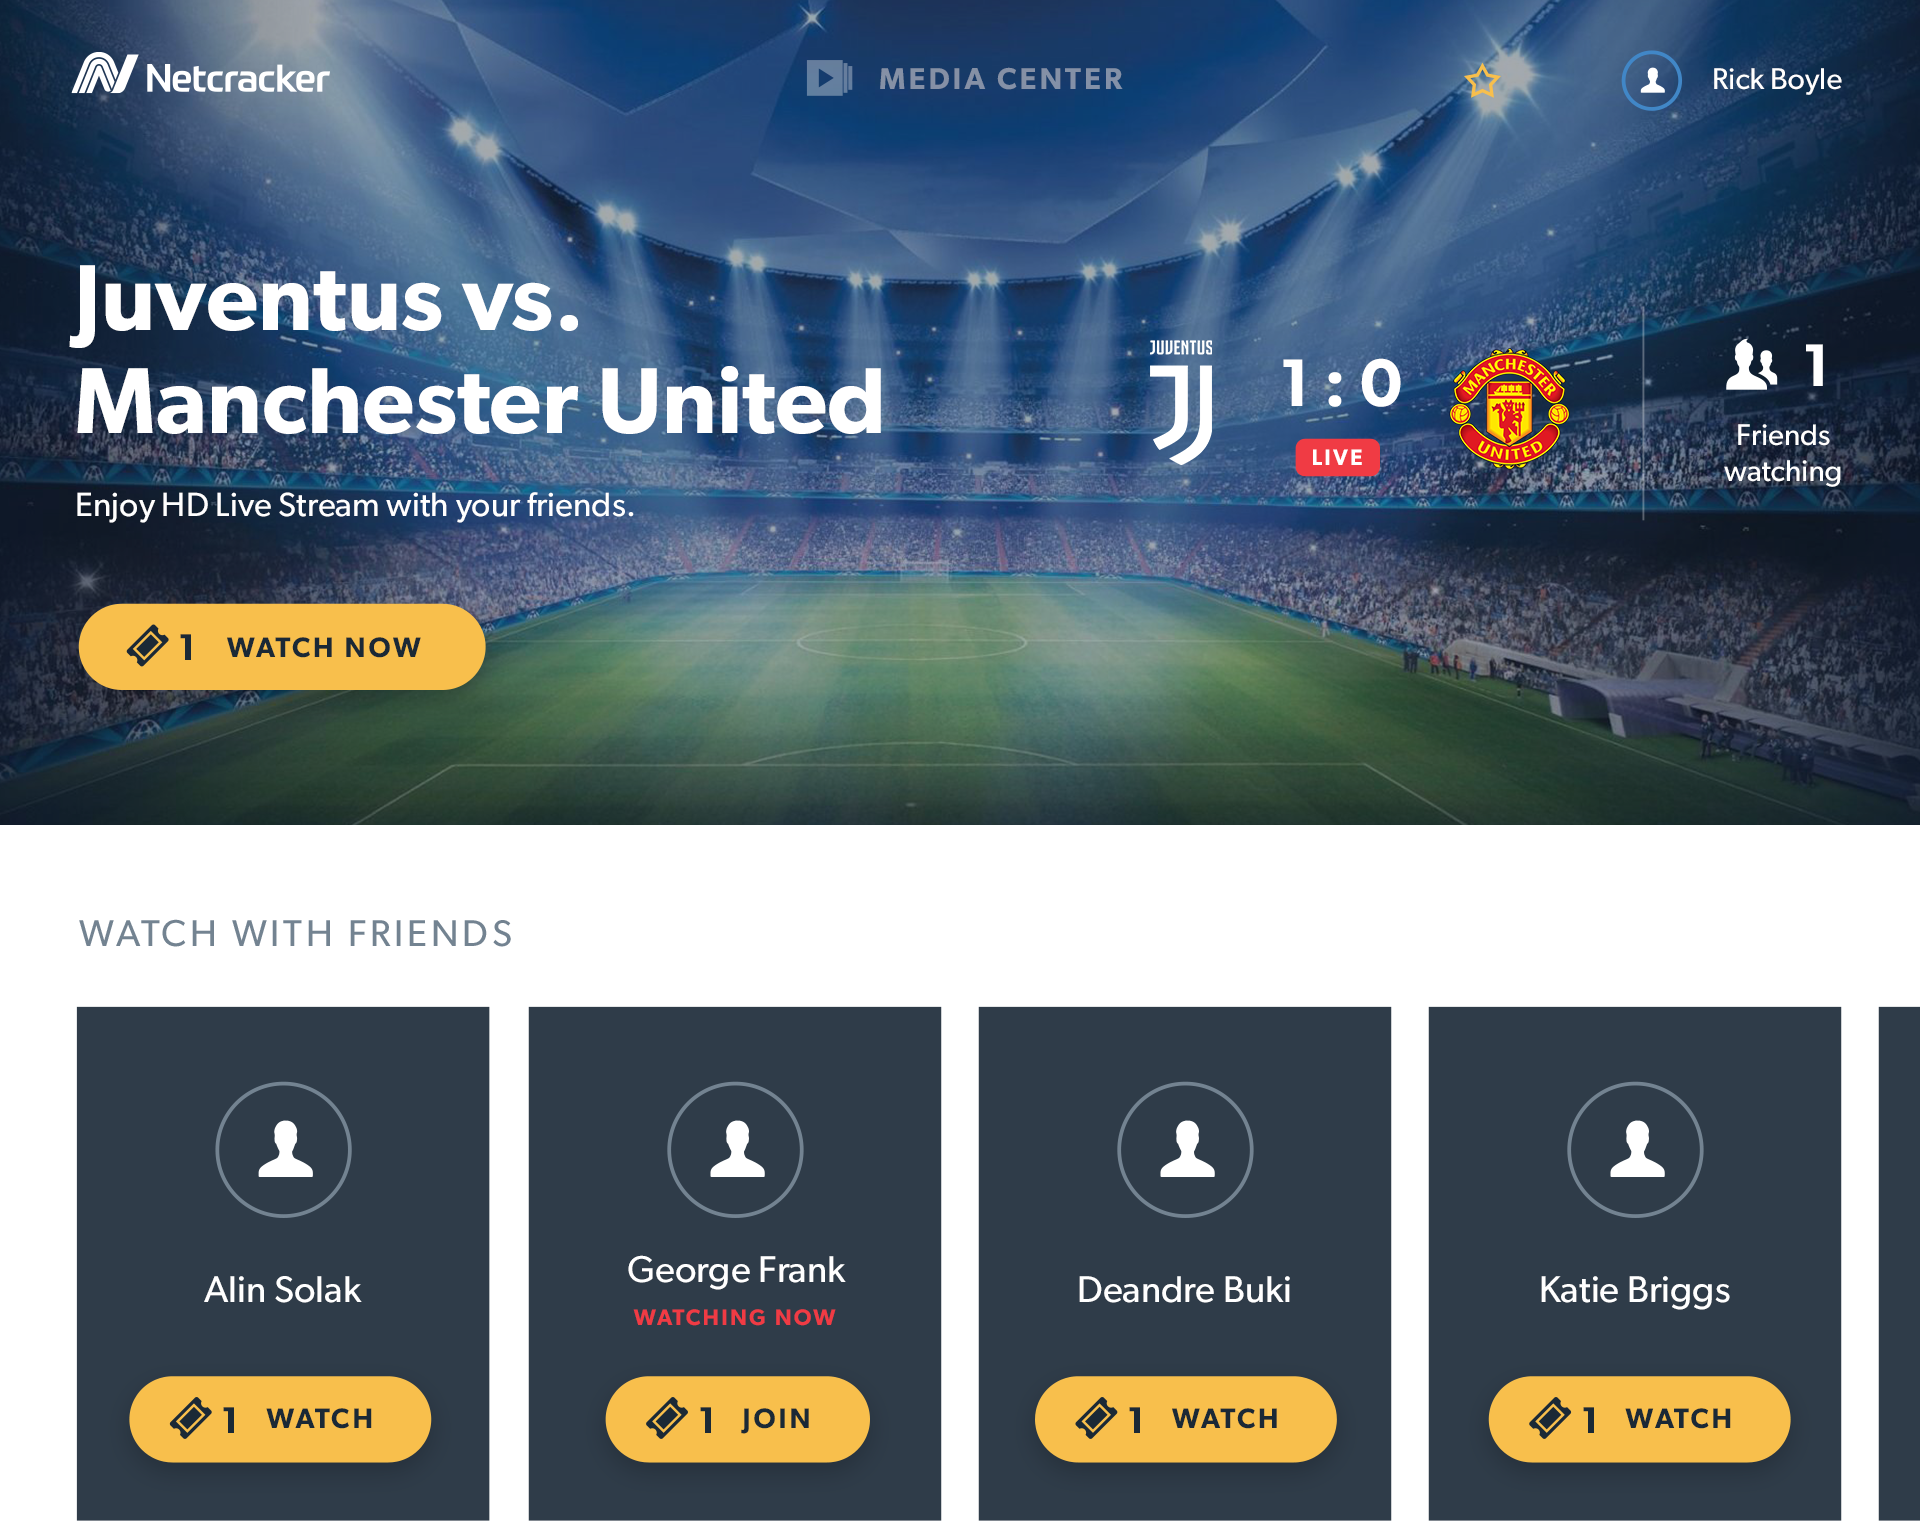 Netcracker
MEDIA CENTER
Rick Boyle
Juventus vs.
Manchester United
Enjoy HD Live Stream with your friends.
1 WATCH NOW
JUVENTUS
1 : 0
LIVE
MANCHESTER
UNITED
1
Friends
watching
WATCH WITH FRIENDS
Alin Solak
1 WATCH
George Frank
WATCHING NOW
1 JOIN
Deandre Buki
1 WATCH
Katie Briggs
1 WATCH